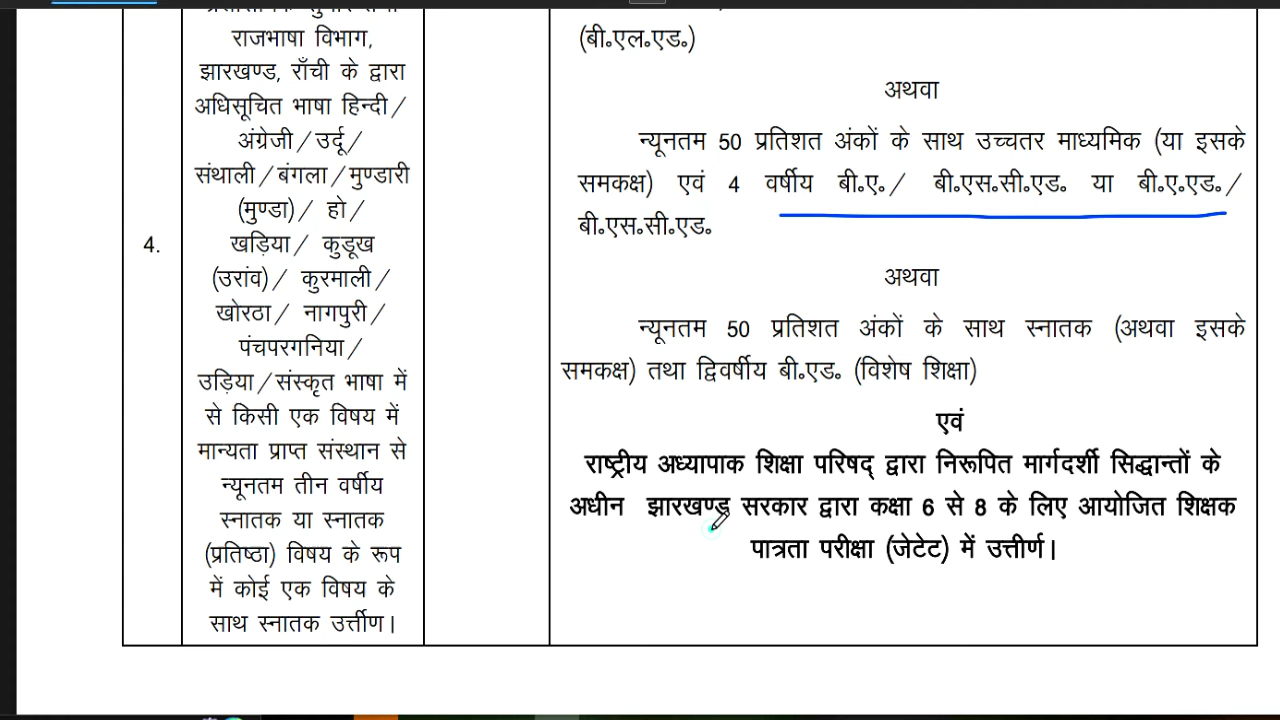 राजभाषा विभाग,
झारखण्ड, राँची के द्वारा
अधिसूचित भाषा हिन्दी/
अंग्रेजी/उर्दू/
संथाली/बंगला/मुण्डारी
(मुण्डा)/ हो/
4.
खड़िया/ कुडूख
(उरांव)/ कुरमाली/
खोरठा/ नागपुरी/
पंचपरगनिया/
उड़िया/संस्कृत भाषा में
से किसी एक विषय में
मान्यता प्राप्त संस्थान से
न्यूनतम तीन वर्षीय
स्नातक या स्नातक
(प्रतिष्ठा) विषय के रूप
में कोई एक विषय के
साथ स्नातक उर्त्तीण।
(बी॰एल॰एड॰)
अथवा
न्यूनतम 50 प्रतिशत अंकों के साथ उच्चतर माध्यमिक (या इसके
समकक्ष) एवं 4 वर्षीय बी॰ए॰/ बी॰एस॰सी॰एड॰ या बी॰ए॰एड॰/
बी॰एस॰सी॰एड॰
अथवा
न्यूनतम 50 प्रतिशत अंकों के साथ स्नातक (अथवा इसके
समकक्ष) तथा द्विवर्षीय बी॰एड॰ (विशेष शिक्षा)
एवं
राष्ट्रीय अध्यापाक शिक्षा परिषद् द्वारा निरूपित मार्गदर्शी सिद्धान्तों के
अधीन झारखण्ड सरकार द्वारा कक्षा 6 से 8 के लिए आयोजित शिक्षक
पात्रता परीक्षा (जेटेट) में उत्तीर्ण।